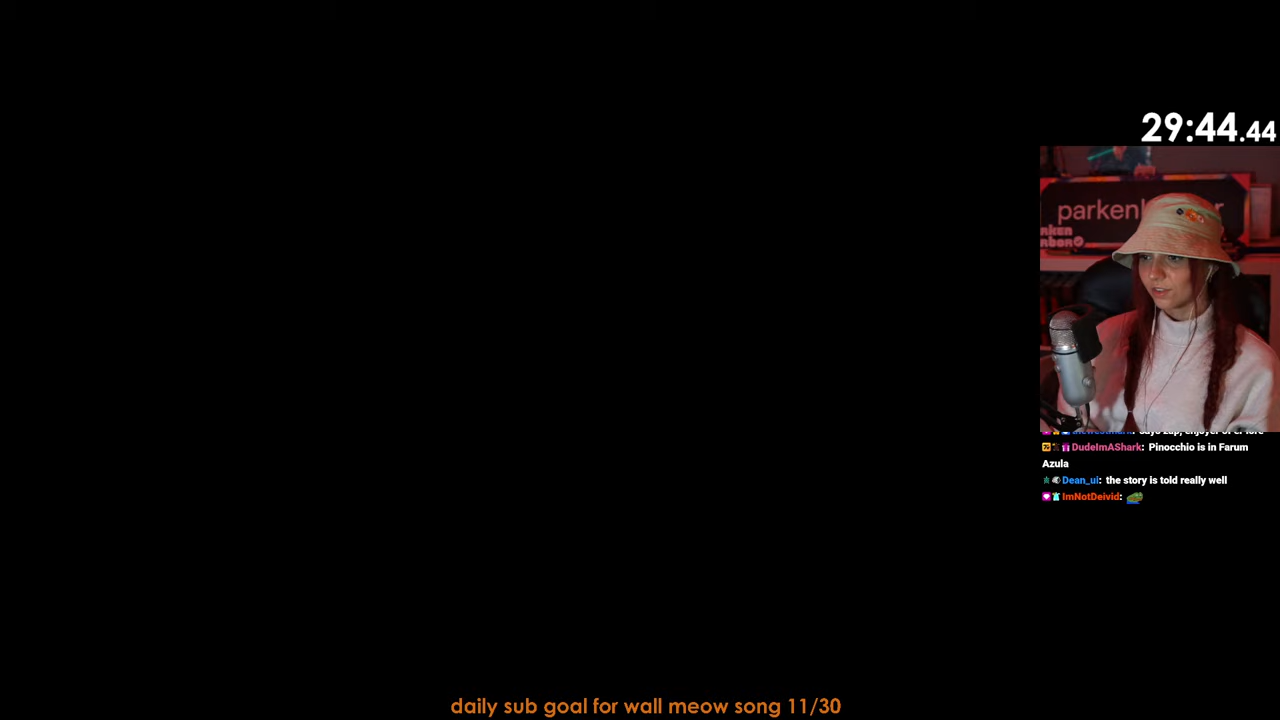 29:44.44
parken
DudeImAShark: Pinocchio is in Farum
Azula
Dean_ui: the story is told really well
ImNotDeivid:
daily sub goal for wall meow song 11/30